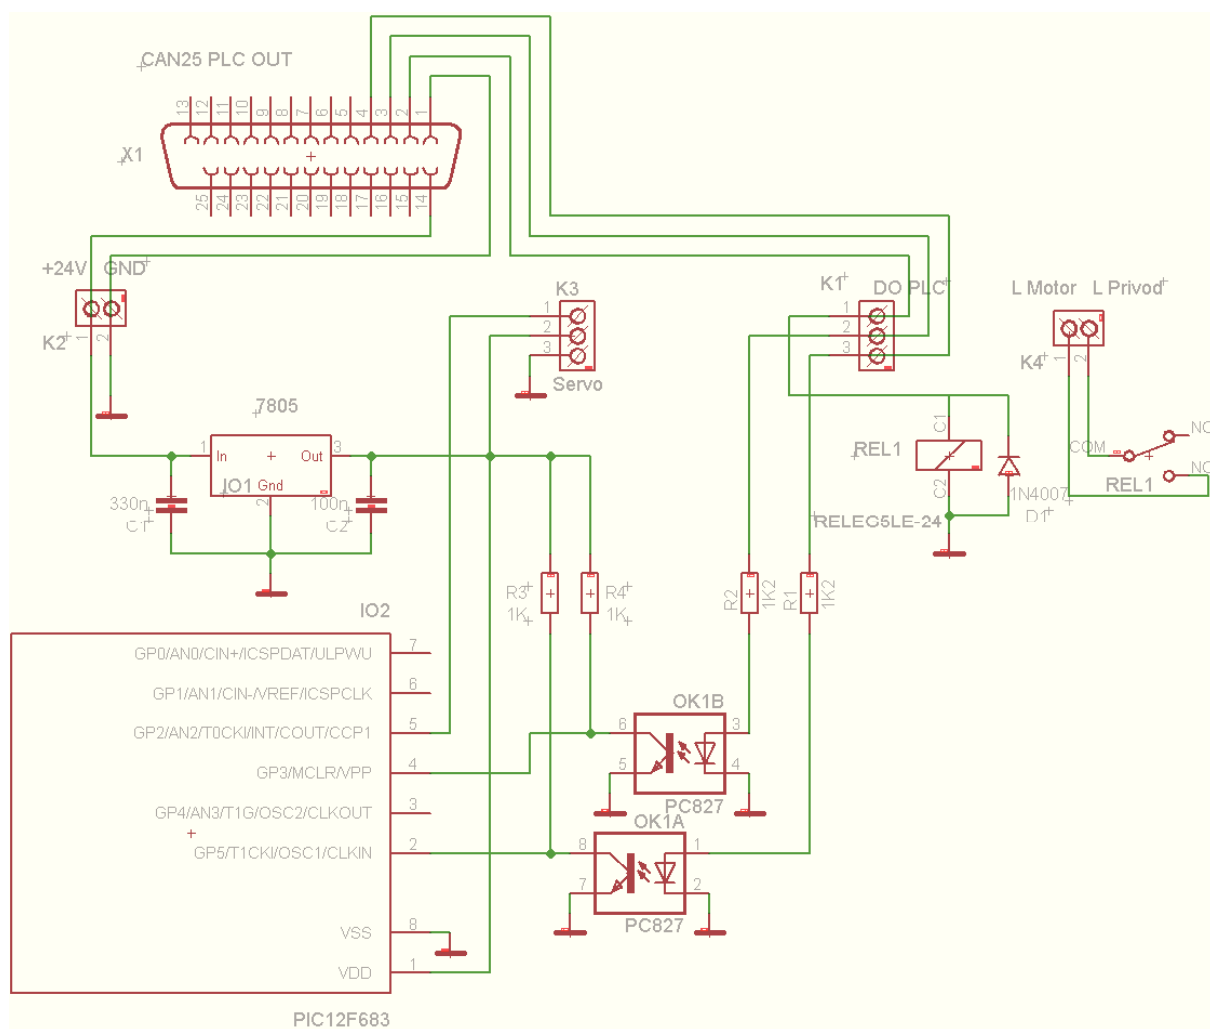 CAN25 PLC OUT
13 12 11 10 9 8 7 6 5 4 3 2 1
X1
25 24 23 22 21 20 19 18 17 16 15 14
+24V GND
K2
1 2
K3
1
2
3
Servo
K1
DO PLC
1
2
3
L Motor L Privod
K4
1 2
7805
1 In Out 3
IO1 Gnd
2
330n
C1
100n
C2
REL1
C1
C2
RELEG5LE-24
1N4007
D1
COM
NC
NO
REL1
R3
1K
R4
1K
R2
1K2
R1
1K2
IO2
GP0/AN0/CIN+/ICSPDAT/ULPWU 7
GP1/AN1/CIN-/VREF/ICSPCLK 6
GP2/AN2/T0CKI/INT/COUT/CCP1 5
GP3/MCLR/VPP 4
GP4/AN3/T1G/OSC2/CLKOUT 3
GP5/T1CKI/OSC1/CLKIN 2
VSS 8
VDD 1
PIC12F683
OK1B
6 3
5 4
PC827
OK1A
8 1
7 2
PC827